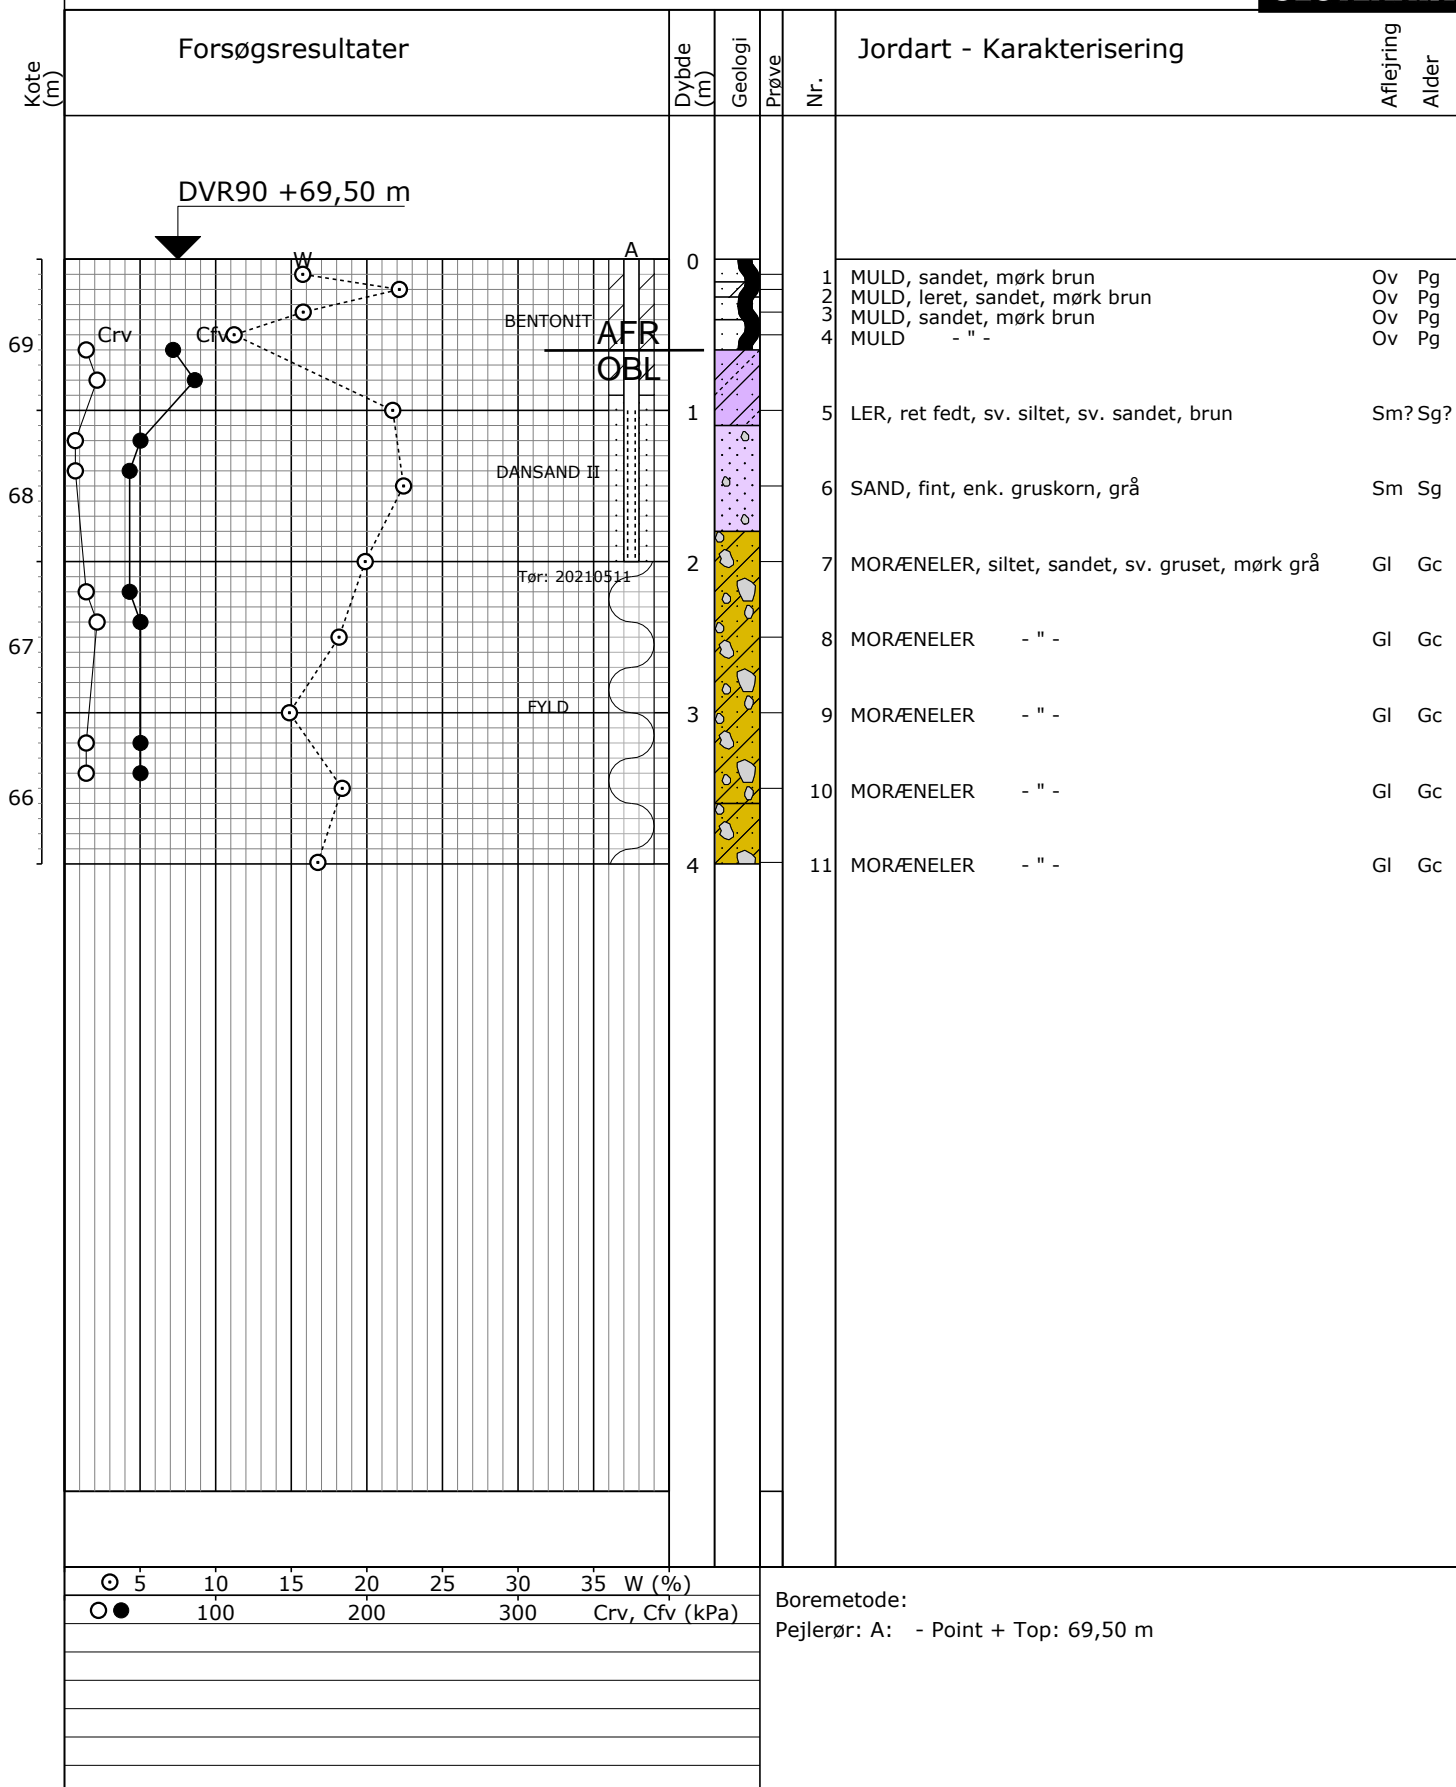 Forsøgsresultater
Jordart - Karakterisering
Kote (m)
Dybde (m)
Geologi
Prøve
Nr.
Aflejring
Alder
DVR90 +69,50 m
W
A
0
1 MULD, sandet, mørk brun Ov Pg
2 MULD, leret, sandet, mørk brun Ov Pg
3 MULD, sandet, mørk brun Ov Pg
BENTONIT
AFR
Crv
Cfv
4 MULD - " - Ov Pg
69
OBL
1
5 LER, ret fedt, sv. siltet, sv. sandet, brun Sm? Sg?
DANSAND II
68
6 SAND, fint, enk. gruskorn, grå Sm Sg
2
7 MORÆNELER, siltet, sandet, sv. gruset, mørk grå Gl Gc
Tør: 20210511
67
8 MORÆNELER - " - Gl Gc
FYLD
3
9 MORÆNELER - " - Gl Gc
66
10 MORÆNELER - " - Gl Gc
4
11 MORÆNELER - " - Gl Gc
5 10 15 20 25 30 35 W (%)
100 200 300 Crv, Cfv (kPa)
Boremetode:
Pejlerør: A: - Point + Top: 69,50 m